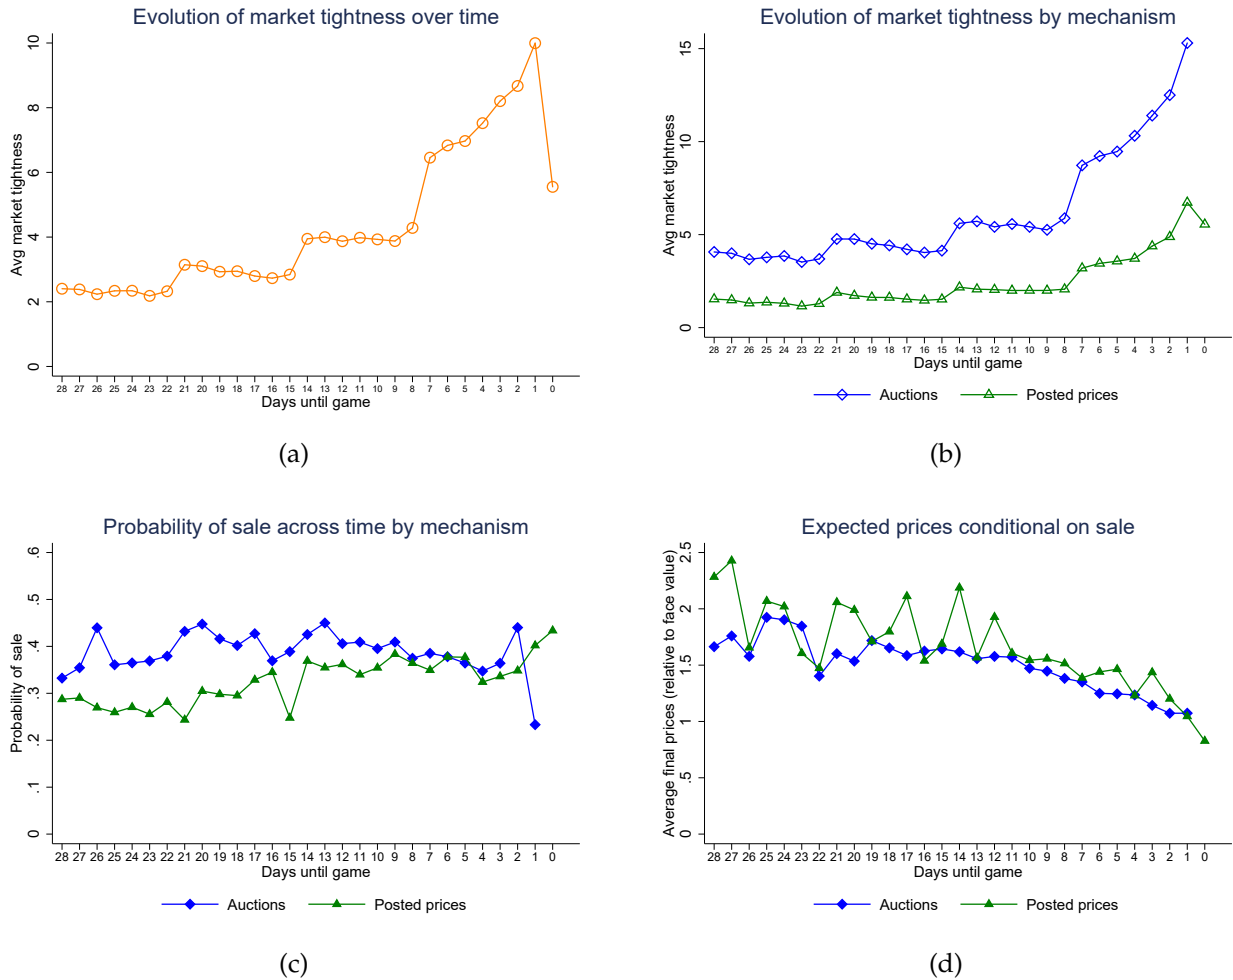 Evolution of market tightness over time
Avg market tightness
10
8
6
4
2
0
28 27 26 25 24 23 22 21 20 19 18 17 16 15 14 13 12 11 10 9 8 7 6 5 4 3 2 1 0
Days until game
(a)
Evolution of market tightness by mechanism
Avg market tightness
15
10
5
0
28 27 26 25 24 23 22 21 20 19 18 17 16 15 14 13 12 11 10 9 8 7 6 5 4 3 2 1 0
Days until game
Auctions Posted prices
(b)
Probability of sale across time by mechanism
Probability of sale
.6
.5
.4
.3
.2
.1
0
28 27 26 25 24 23 22 21 20 19 18 17 16 15 14 13 12 11 10 9 8 7 6 5 4 3 2 1 0
Days until game
Auctions Posted prices
(c)
Expected prices conditional on sale
Average final prices (relative to face value)
2.5
2
1.5
1
.5
0
28 27 26 25 24 23 22 21 20 19 18 17 16 15 14 13 12 11 10 9 8 7 6 5 4 3 2 1 0
Days until game
Auctions Posted prices
(d)